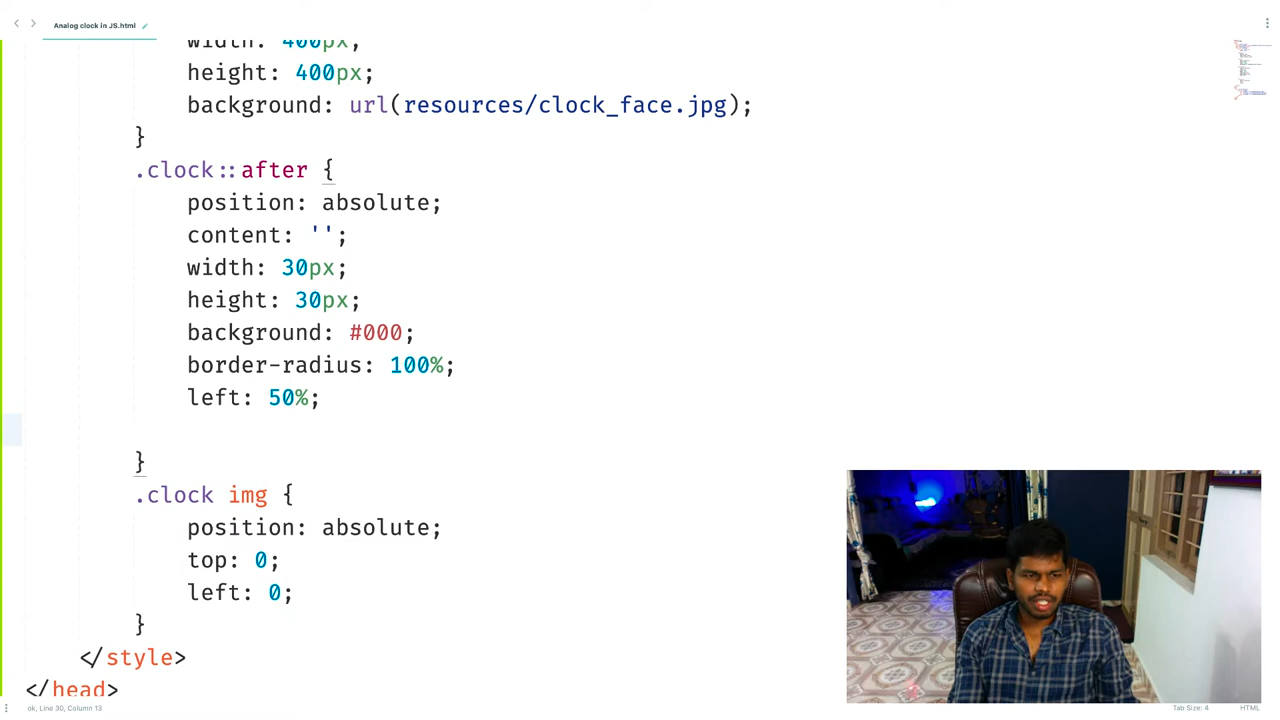 Analog clock in JS.html
width: 400px;
height: 400px;
background: url(resources/clock_face.jpg);
}
.clock::after {
position: absolute;
content: '';
width: 30px;
height: 30px;
background: #000;
border-radius: 100%;
left: 50%;
}
.clock img {
position: absolute;
top: 0;
left: 0;
}
</style>
</head>
ok, Line 30, Column 13
Tab Size: 4
HTML